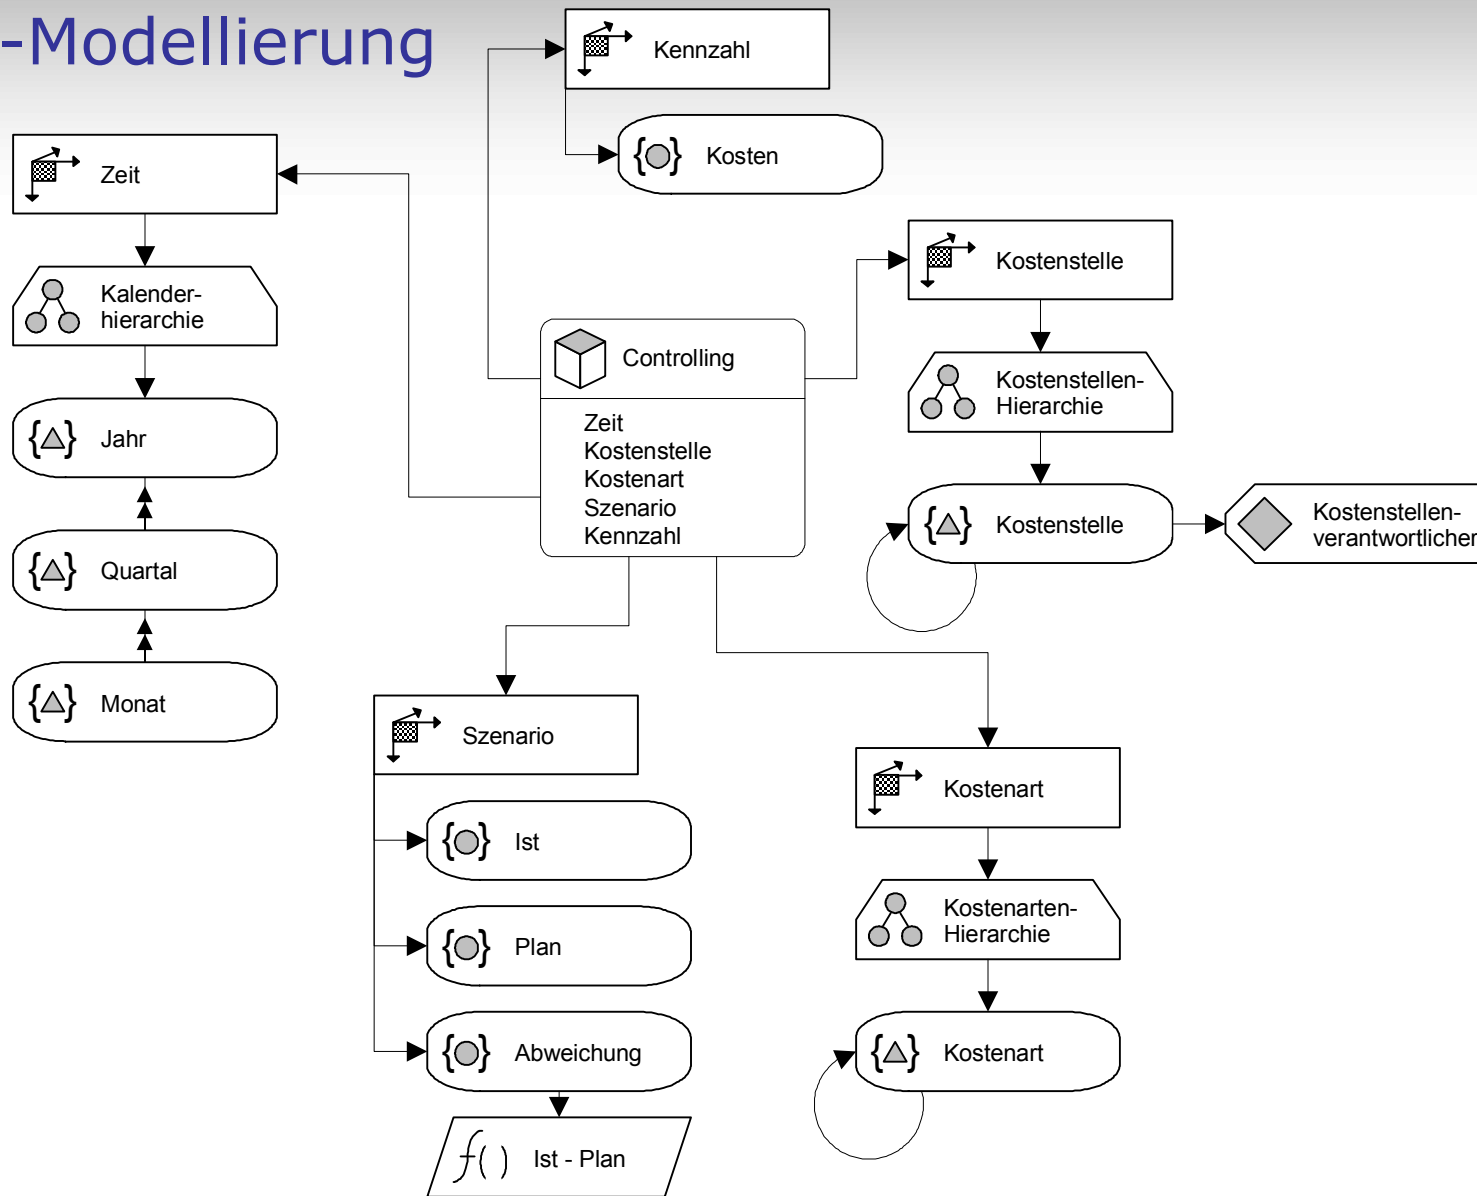 -Modellierung
Kennzahl
Kosten
Zeit
Kalender-
hierarchie
Jahr
Quartal
Monat
Controlling
Zeit
Kostenstelle
Kostenart
Szenario
Kennzahl
Kostenstelle
Kostenstellen-
Hierarchie
Kostenstelle
Kostenstellen-
verantwortlicher
Szenario
Ist
Plan
Abweichung
f() Ist - Plan
Kostenart
Kostenarten-
Hierarchie
Kostenart